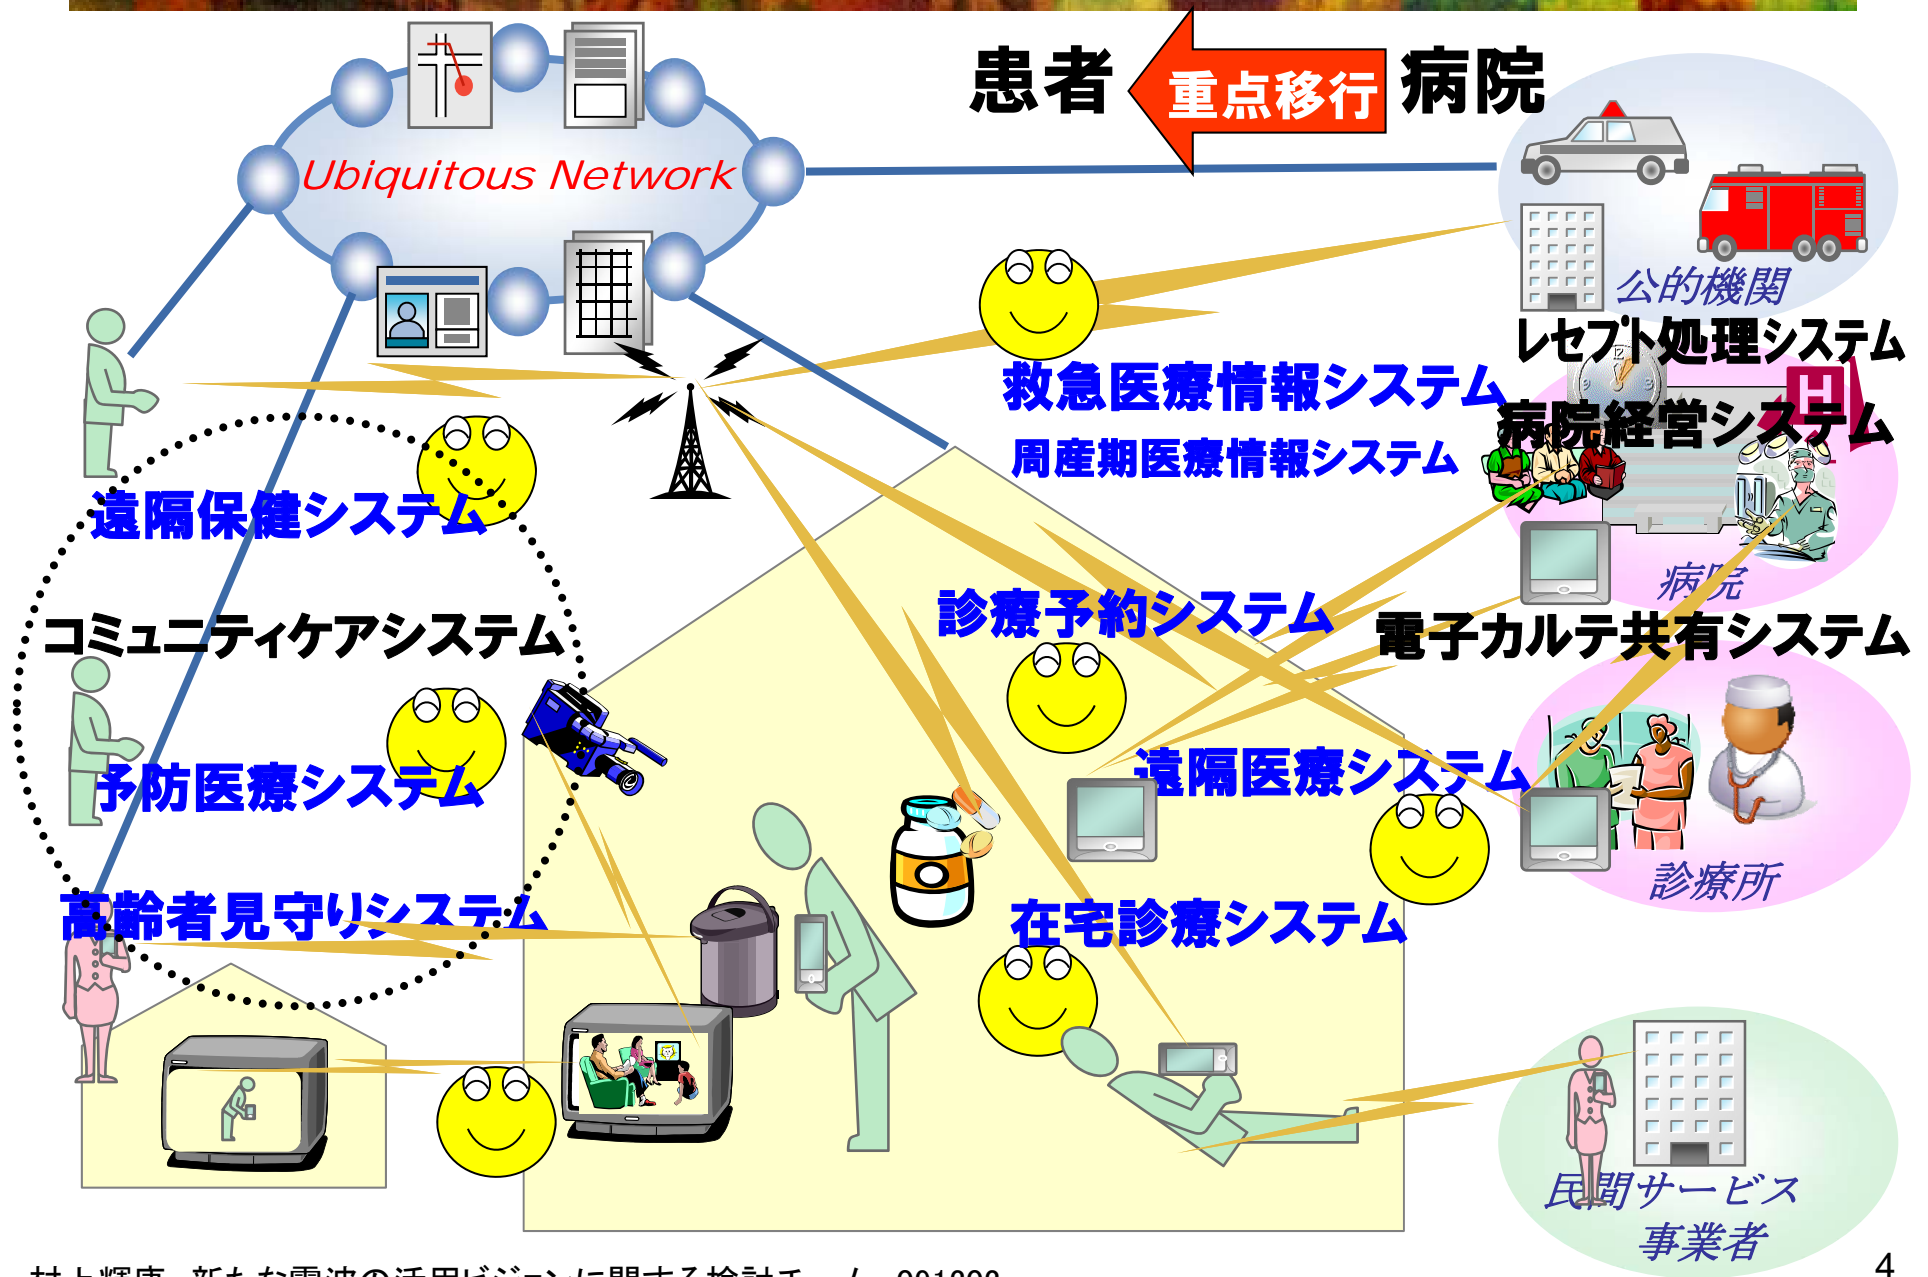 患者 重点移行 病院
Ubiquitous Network
公的機関
レセプト処理システム
救急医療情報システム
病院経営システム
周産期医療情報システム
遠隔保健システム
病院
診療予約システム
コミュニティケアシステム
電子カルテ共有システム
遠隔医療システム
予防医療システム
診療所
高齢者見守りシステム
在宅診療システム
民間サービス
事業者
4